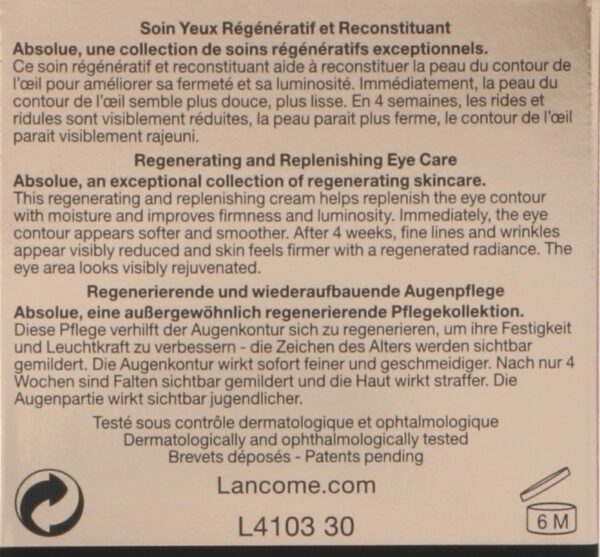 Soin Yeux Régénératif et Reconstituant
Absolue, une collection de soins régénératifs exceptionnels.
Ce soin régénératif et reconstituant aide à reconstituer la peau du contour de
l'œil pour améliorer sa fermeté et sa luminosité. Immédiatement, la peau du
contour de l'œil semble plus douce, plus lisse. En 4 semaines, les rides et
ridules sont visiblement réduites, la peau parait plus ferme, le contour de l'œil
parait visiblement rajeuni.
Regenerating and Replenishing Eye Care
Absolue, an exceptional collection of regenerating skincare.
This regenerating and replenishing cream helps replenish the eye contour
with moisture and improves firmness and luminosity. Immediately, the eye
contour appears softer and smoother. After 4 weeks, fine lines and wrinkles
appear visibly reduced and skin feels firmer with a regenerated radiance. The
eye area looks visibly rejuvenated.
Regenerierende und wiederaufbauende Augenpflege
Absolue, eine außergewöhnlich regenerierende Pflegekollektion.
Diese Pflege verhilft der Augenkontur sich zu regenerieren, um ihre Festigkeit
und Leuchtkraft zu verbessern - die Zeichen des Alters werden sichtbar
gemildert. Die Augenkontur wirkt sofort feiner und geschmeidiger. Nach nur 4
Wochen sind Falten sichtbar gemildert und die Haut wirkt straffer. Die
Augenpartie wirkt sichtbar jugendlicher.
Testé sous contrôle dermatologique et ophtalmologique
Dermatologically and ophthalmologically tested
Brevets déposés - Patents pending
Lancome.com
L4103 30
6 M